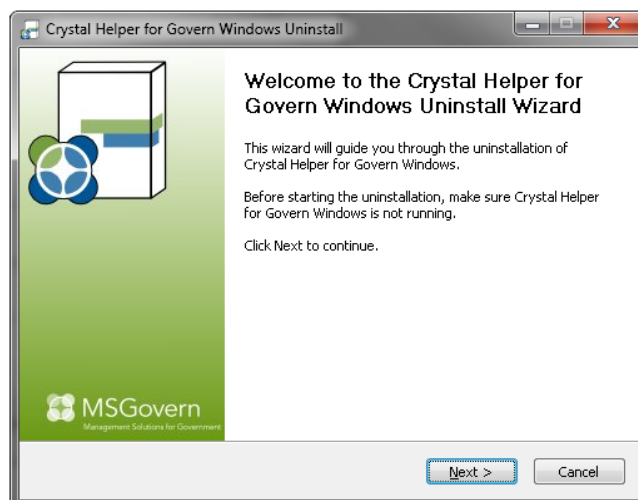 Crystal Helper for Govern Windows Uninstall
Welcome to the Crystal Helper for
Govern Windows Uninstall Wizard
This wizard will guide you through the uninstallation of
Crystal Helper for Govern Windows.
Before starting the uninstallation, make sure Crystal Helper
for Govern Windows is not running.
Click Next to continue.
MSGovern
Management Solutions for Government
Next >
Cancel